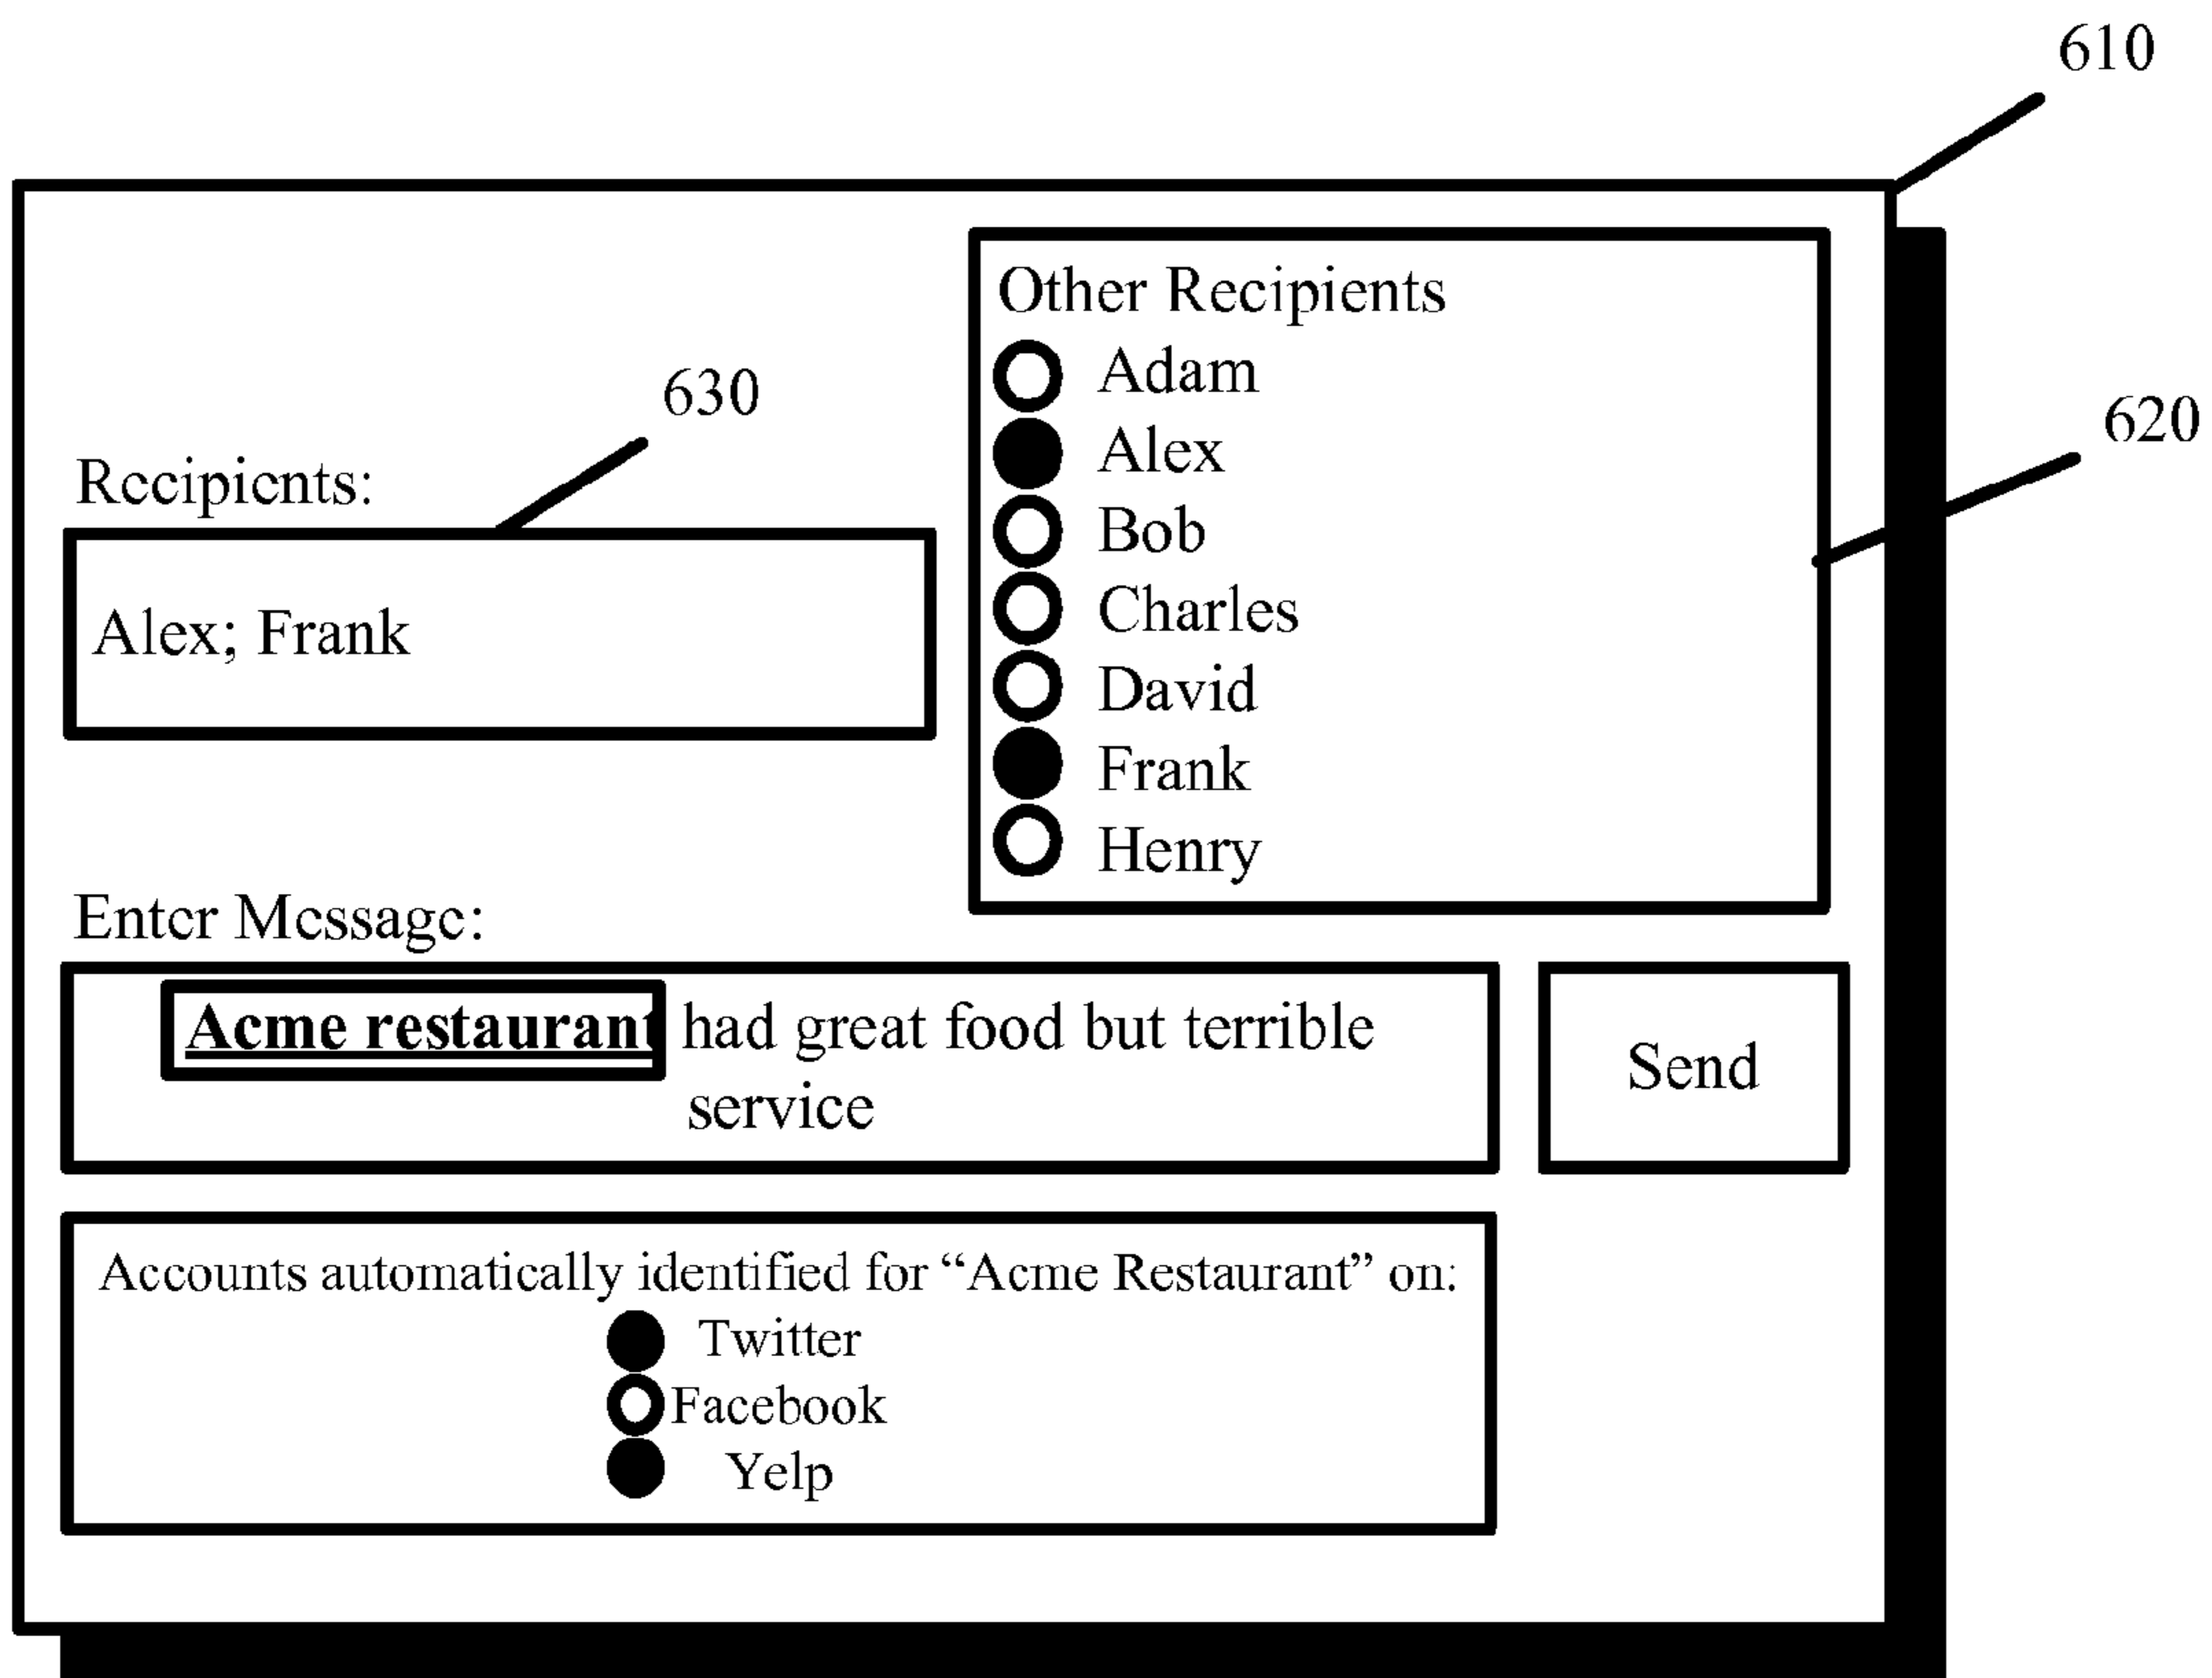 610
Other Recipients
Adam
Alex
Bob
Charles
David
Frank
Henry
620
630
Recipients:
Alex; Frank
Enter Message:
Acme restaurant had great food but terrible
service
Send
Accounts automatically identified for “Acme Restaurant” on:
Twitter
Facebook
Yelp